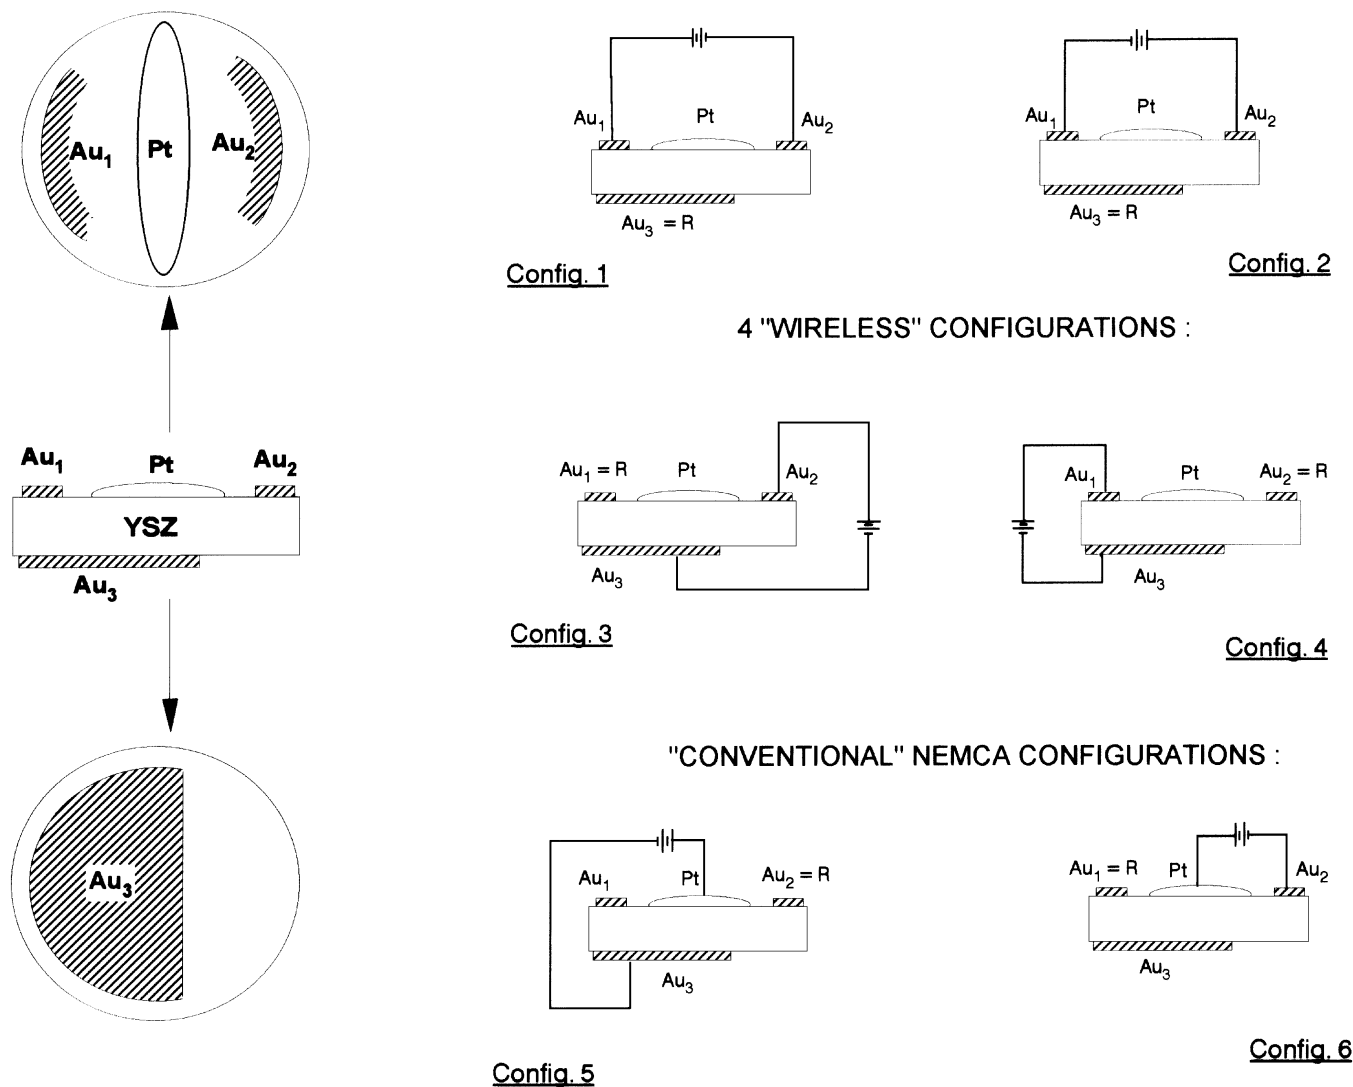 Au₁
Pt
Au₂
Au₁
Pt
Au₂
YSZ
Au₃
Au₃
Au₁
Pt
Au₂
Au₃ = R
Config. 1
Au₁
Pt
Au₂
Au₃ = R
Config. 2
4 "WIRELESS" CONFIGURATIONS :
Au₁ = R
Pt
Au₂
Au₃
Config. 3
Au₁
Pt
Au₂ = R
Au₃
Config. 4
"CONVENTIONAL" NEMCA CONFIGURATIONS :
Au₁
Pt
Au₂ = R
Au₃
Config. 5
Au₁ = R
Pt
Au₂
Au₃
Config. 6